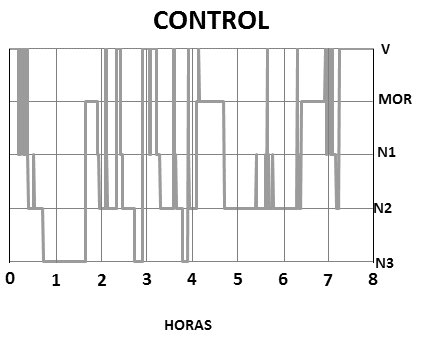 CONTROL
V
MOR
N1
N2
N3
0 1 2 3 4 5 6 7 8
HORAS